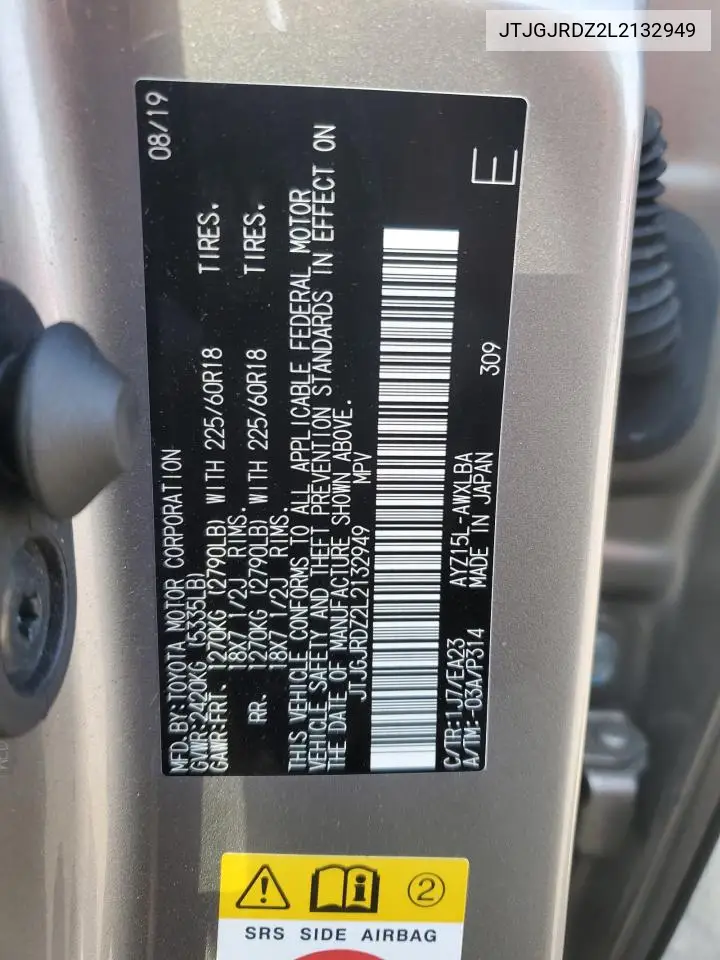 JTJGJRDZ2L2132949
08/19
MFD.BY:TOYOTA MOTOR CORPORATION
GVWR:2420KG (5335LB)
GAWR:FRT. 1270KG (2790LB) WITH 225/60R18 TIRES.
18X7 1/2J RIMS.
RR. 1270KG (2790LB) WITH 225/60R18 TIRES.
18X7 1/2J RIMS.
THIS VEHICLE CONFORMS TO ALL APPLICABLE FEDERAL MOTOR
VEHICLE SAFETY AND THEFT PREVENTION STANDARDS IN EFFECT ON
THE DATE OF MANUFACTURE SHOWN ABOVE.
JTJGJRDZ2L2132949 MPV
C/TR:1J7/EA23 AYZ15L-AWXLBA
A/TM:-03A/P314 MADE IN JAPAN 309
E
2
SRS SIDE AIRBAG